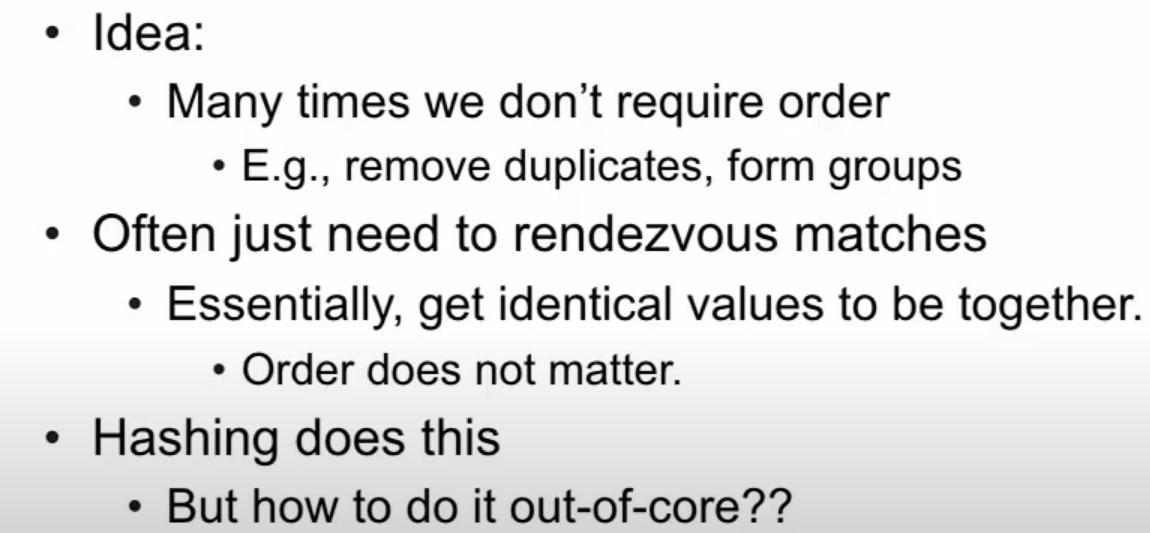 • Idea:
• Many times we don’t require order
• E.g., remove duplicates, form groups
• Often just need to rendezvous matches
• Essentially, get identical values to be together.
• Order does not matter.
• Hashing does this
• But how to do it out-of-core??